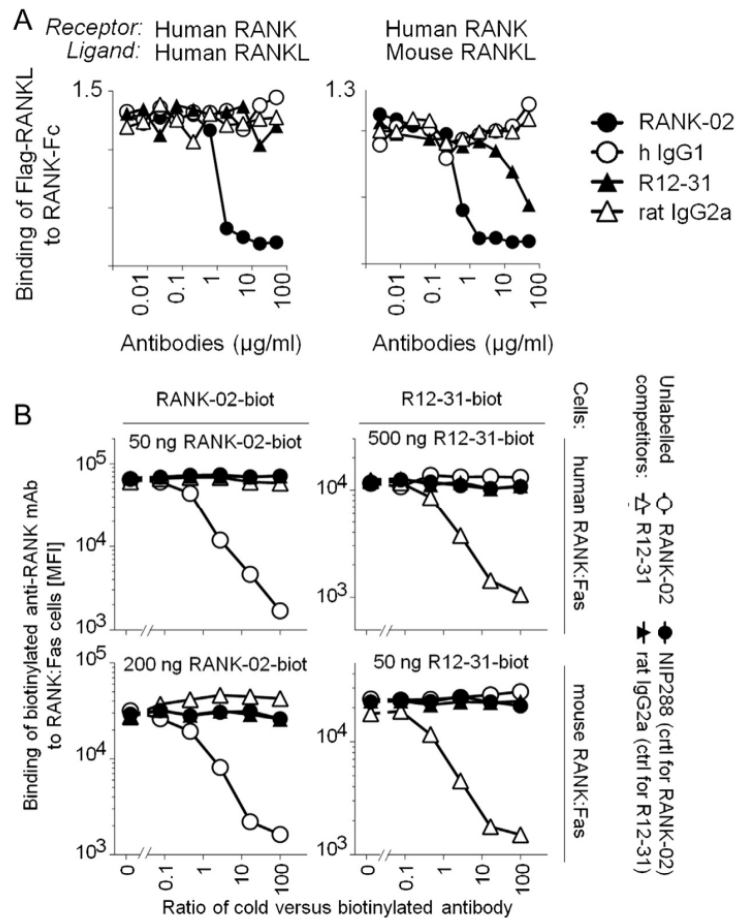 A
Receptor: Human RANK
Ligand: Human RANKL
Human RANK
Mouse RANKL
Binding of Flag-RANKL
to RANK-Fc
1.5
0.01
0.1
1
10
100
Antibodies (µg/ml)
1.3
0.01
0.1
1
10
100
Antibodies (µg/ml)
RANK-02
h IgG1
R12-31
rat IgG2a
B
RANK-02-biot
R12-31-biot
Binding of biotinylated anti-RANK mAb
to RANK:Fas cells [MFI]
50 ng RANK-02-biot
10⁵
10⁴
10³
500 ng R12-31-biot
10⁴
10³
200 ng RANK-02-biot
10⁵
10⁴
10³
0
0.1
1
10
100
50 ng R12-31-biot
10⁴
10³
0
0.1
1
10
100
Ratio of cold versus biotinylated antibody
Cells:
human RANK:Fas
mouse RANK:Fas
Unlabelled
competitors:
RANK-02
R12-31
NIP288 (crtl for RANK-02)
rat IgG2a (ctrl for R12-31)